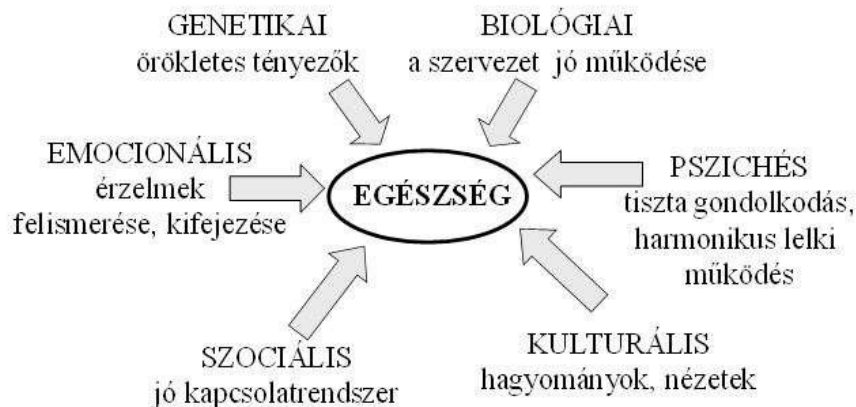 GENETIKAI
örökletes tényezők
BIOLÓGIAI
a szervezet jó működése
EMOCIONÁLIS
érzelmek
felismerése, kifejezése
EGÉSZSÉG
PSZICHÉS
tiszta gondolkodás,
harmonikus lelki
működés
SZOCIÁLIS
jó kapcsolatrendszer
KULTURÁLIS
hagyományok, nézetek